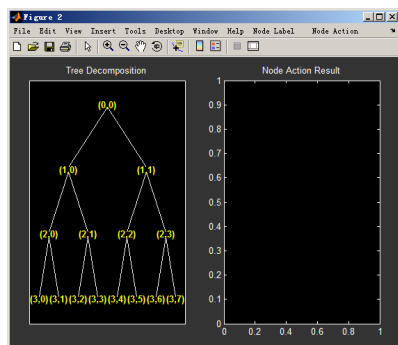 Figure 2
File Edit View Insert Tools Desktop Window Help Node Label Node Action
Tree Decomposition
(0,0)
(1,0) (1,1)
(2,0) (2,1) (2,2) (2,3)
(3,0) (3,1) (3,2) (3,3) (3,4) (3,5) (3,6) (3,7)
Node Action Result
1
0.9
0.8
0.7
0.6
0.5
0.4
0.3
0.2
0.1
0
0 0.2 0.4 0.6 0.8 1